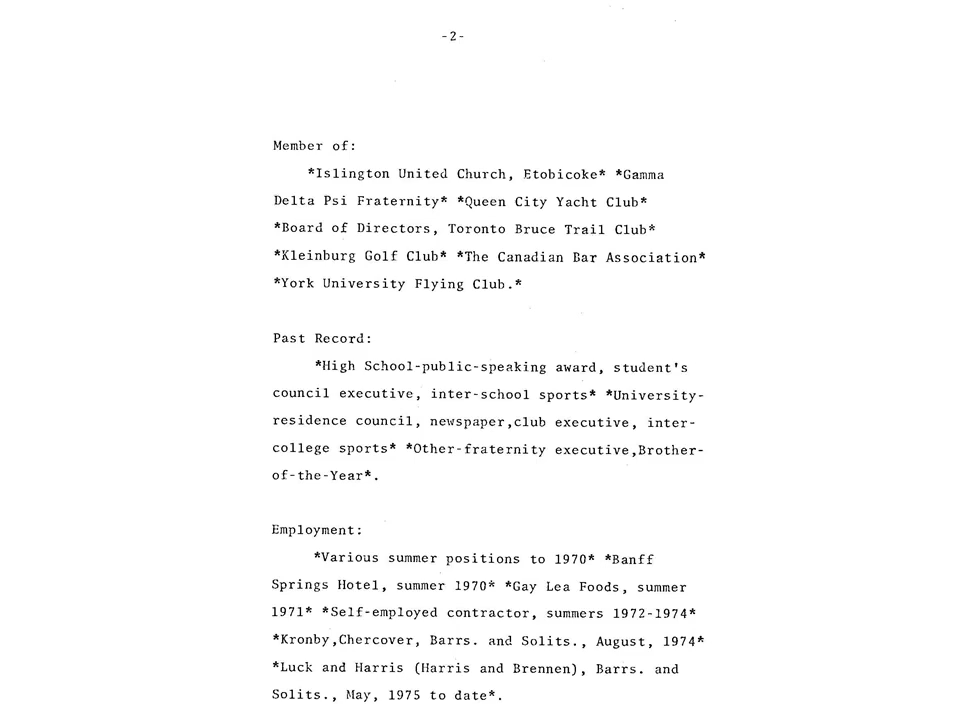 -2-
Member of:
*Islington United Church, Etobicoke* *Gamma
Delta Psi Fraternity* *Queen City Yacht Club*
*Board of Directors, Toronto Bruce Trail Club*
*Kleinburg Golf Club* *The Canadian Bar Association*
*York University Flying Club.*
Past Record:
*High School-public-speaking award, student's
council executive, inter-school sports* *University-
residence council, newspaper,club executive, inter-
college sports* *Other-fraternity executive,Brother-
of-the-Year*.
Employment:
*Various summer positions to 1970* *Banff
Springs Hotel, summer 1970* *Gay Lea Foods, summer
1971* *Self-employed contractor, summers 1972-1974*
*Kronby,Chercover, Barrs. and Solits., August, 1974*
*Luck and Harris (Harris and Brennen), Barrs. and
Solits., May, 1975 to date*.